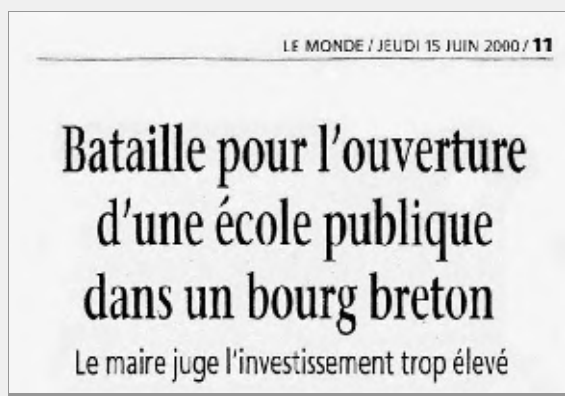 LE MONDE / JEUDI 15 JUIN 2000 / 11
Bataille pour l'ouverture
d'une école publique
dans un bourg breton
Le maire juge l'investissement trop élevé